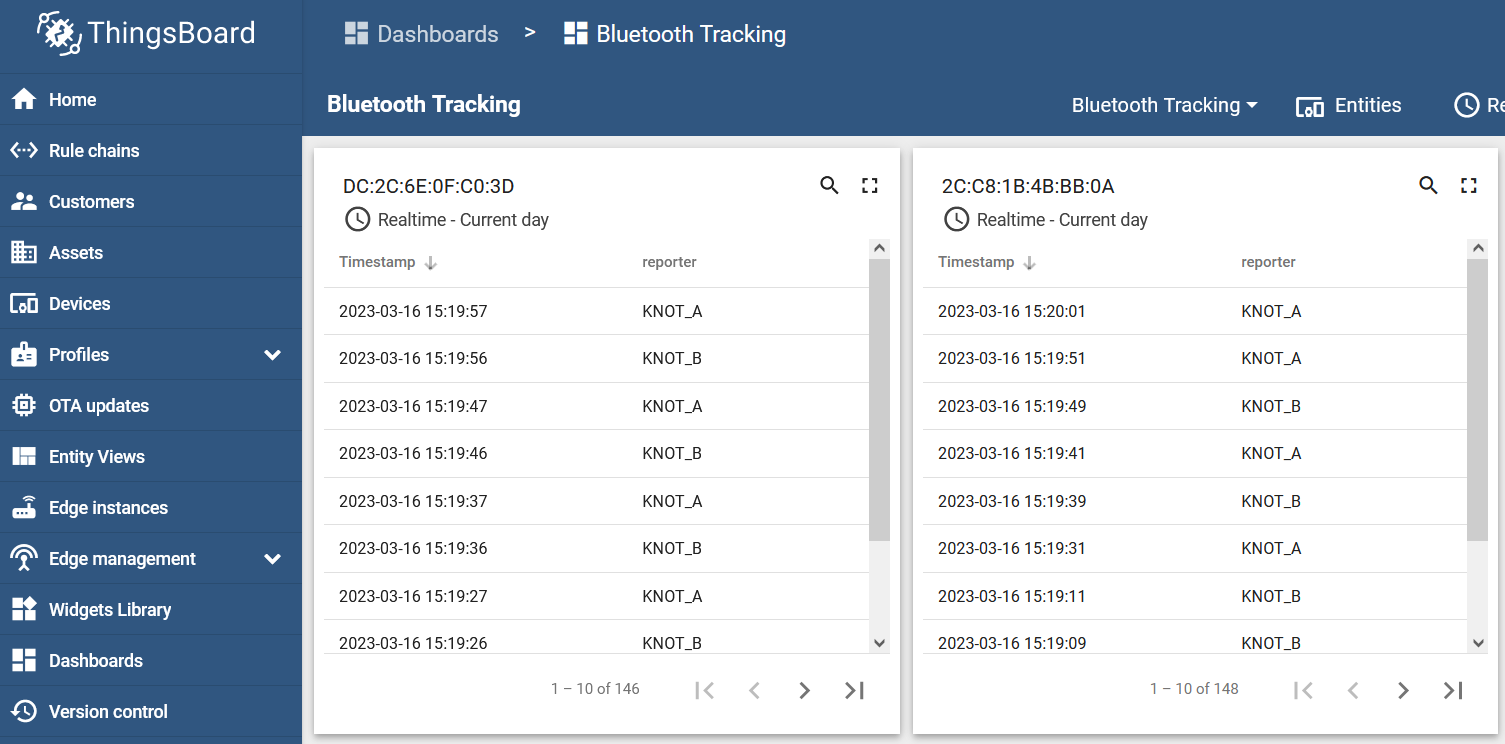 ThingsBoard
Home
Rule chains
Customers
Assets
Devices
Profiles
OTA updates
Entity Views
Edge instances
Edge management
Widgets Library
Dashboards
Version control
Dashboards > Bluetooth Tracking
Bluetooth Tracking
Bluetooth Tracking Entities Re
DC:2C:6E:0F:C0:3D
Realtime - Current day
Timestamp reporter
2023-03-16 15:19:57 KNOT_A
2023-03-16 15:19:56 KNOT_B
2023-03-16 15:19:47 KNOT_A
2023-03-16 15:19:46 KNOT_B
2023-03-16 15:19:37 KNOT_A
2023-03-16 15:19:36 KNOT_B
2023-03-16 15:19:27 KNOT_A
2023-03-16 15:19:26 KNOT_B
1 – 10 of 146
2C:C8:1B:4B:BB:0A
Realtime - Current day
Timestamp reporter
2023-03-16 15:20:01 KNOT_A
2023-03-16 15:19:51 KNOT_A
2023-03-16 15:19:49 KNOT_B
2023-03-16 15:19:41 KNOT_A
2023-03-16 15:19:39 KNOT_B
2023-03-16 15:19:31 KNOT_A
2023-03-16 15:19:11 KNOT_B
2023-03-16 15:19:09 KNOT_B
1 – 10 of 148